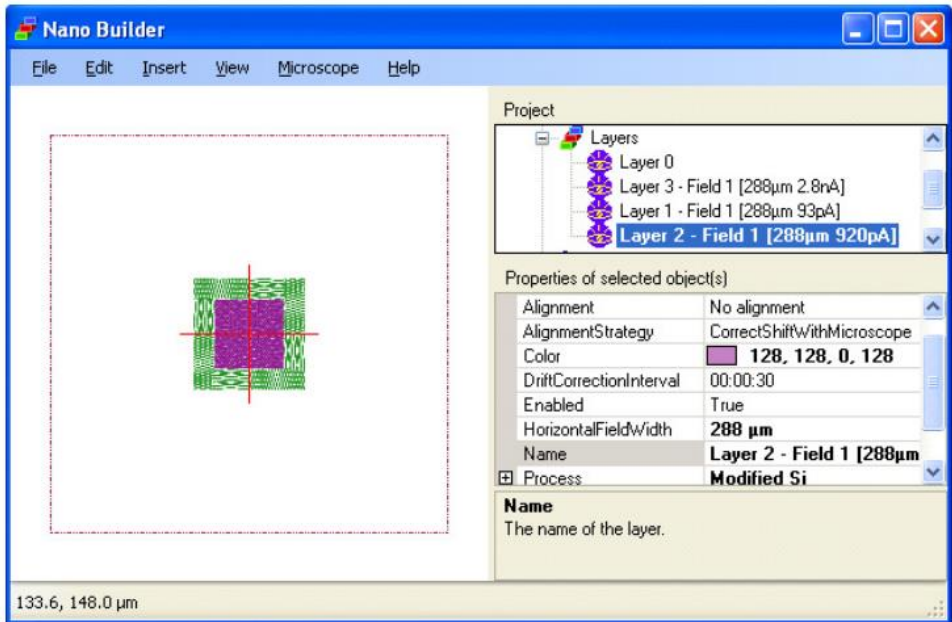 Nano Builder
File Edit Insert View Microscope Help
Project
Layers
Layer 0
Layer 3 - Field 1 [288µm 2.8nA]
Layer 1 - Field 1 [288µm 93pA]
Layer 2 - Field 1 [288µm 920pA]
Properties of selected object(s)
Alignment No alignment
AlignmentStrategy CorrectShiftWithMicroscope
Color 128, 128, 0, 128
DriftCorrectionInterval 00:00:30
Enabled True
HorizontalFieldWidth 288 µm
Name Layer 2 - Field 1 [288µm
Process Modified Si
Name
The name of the layer.
133.6, 148.0 µm